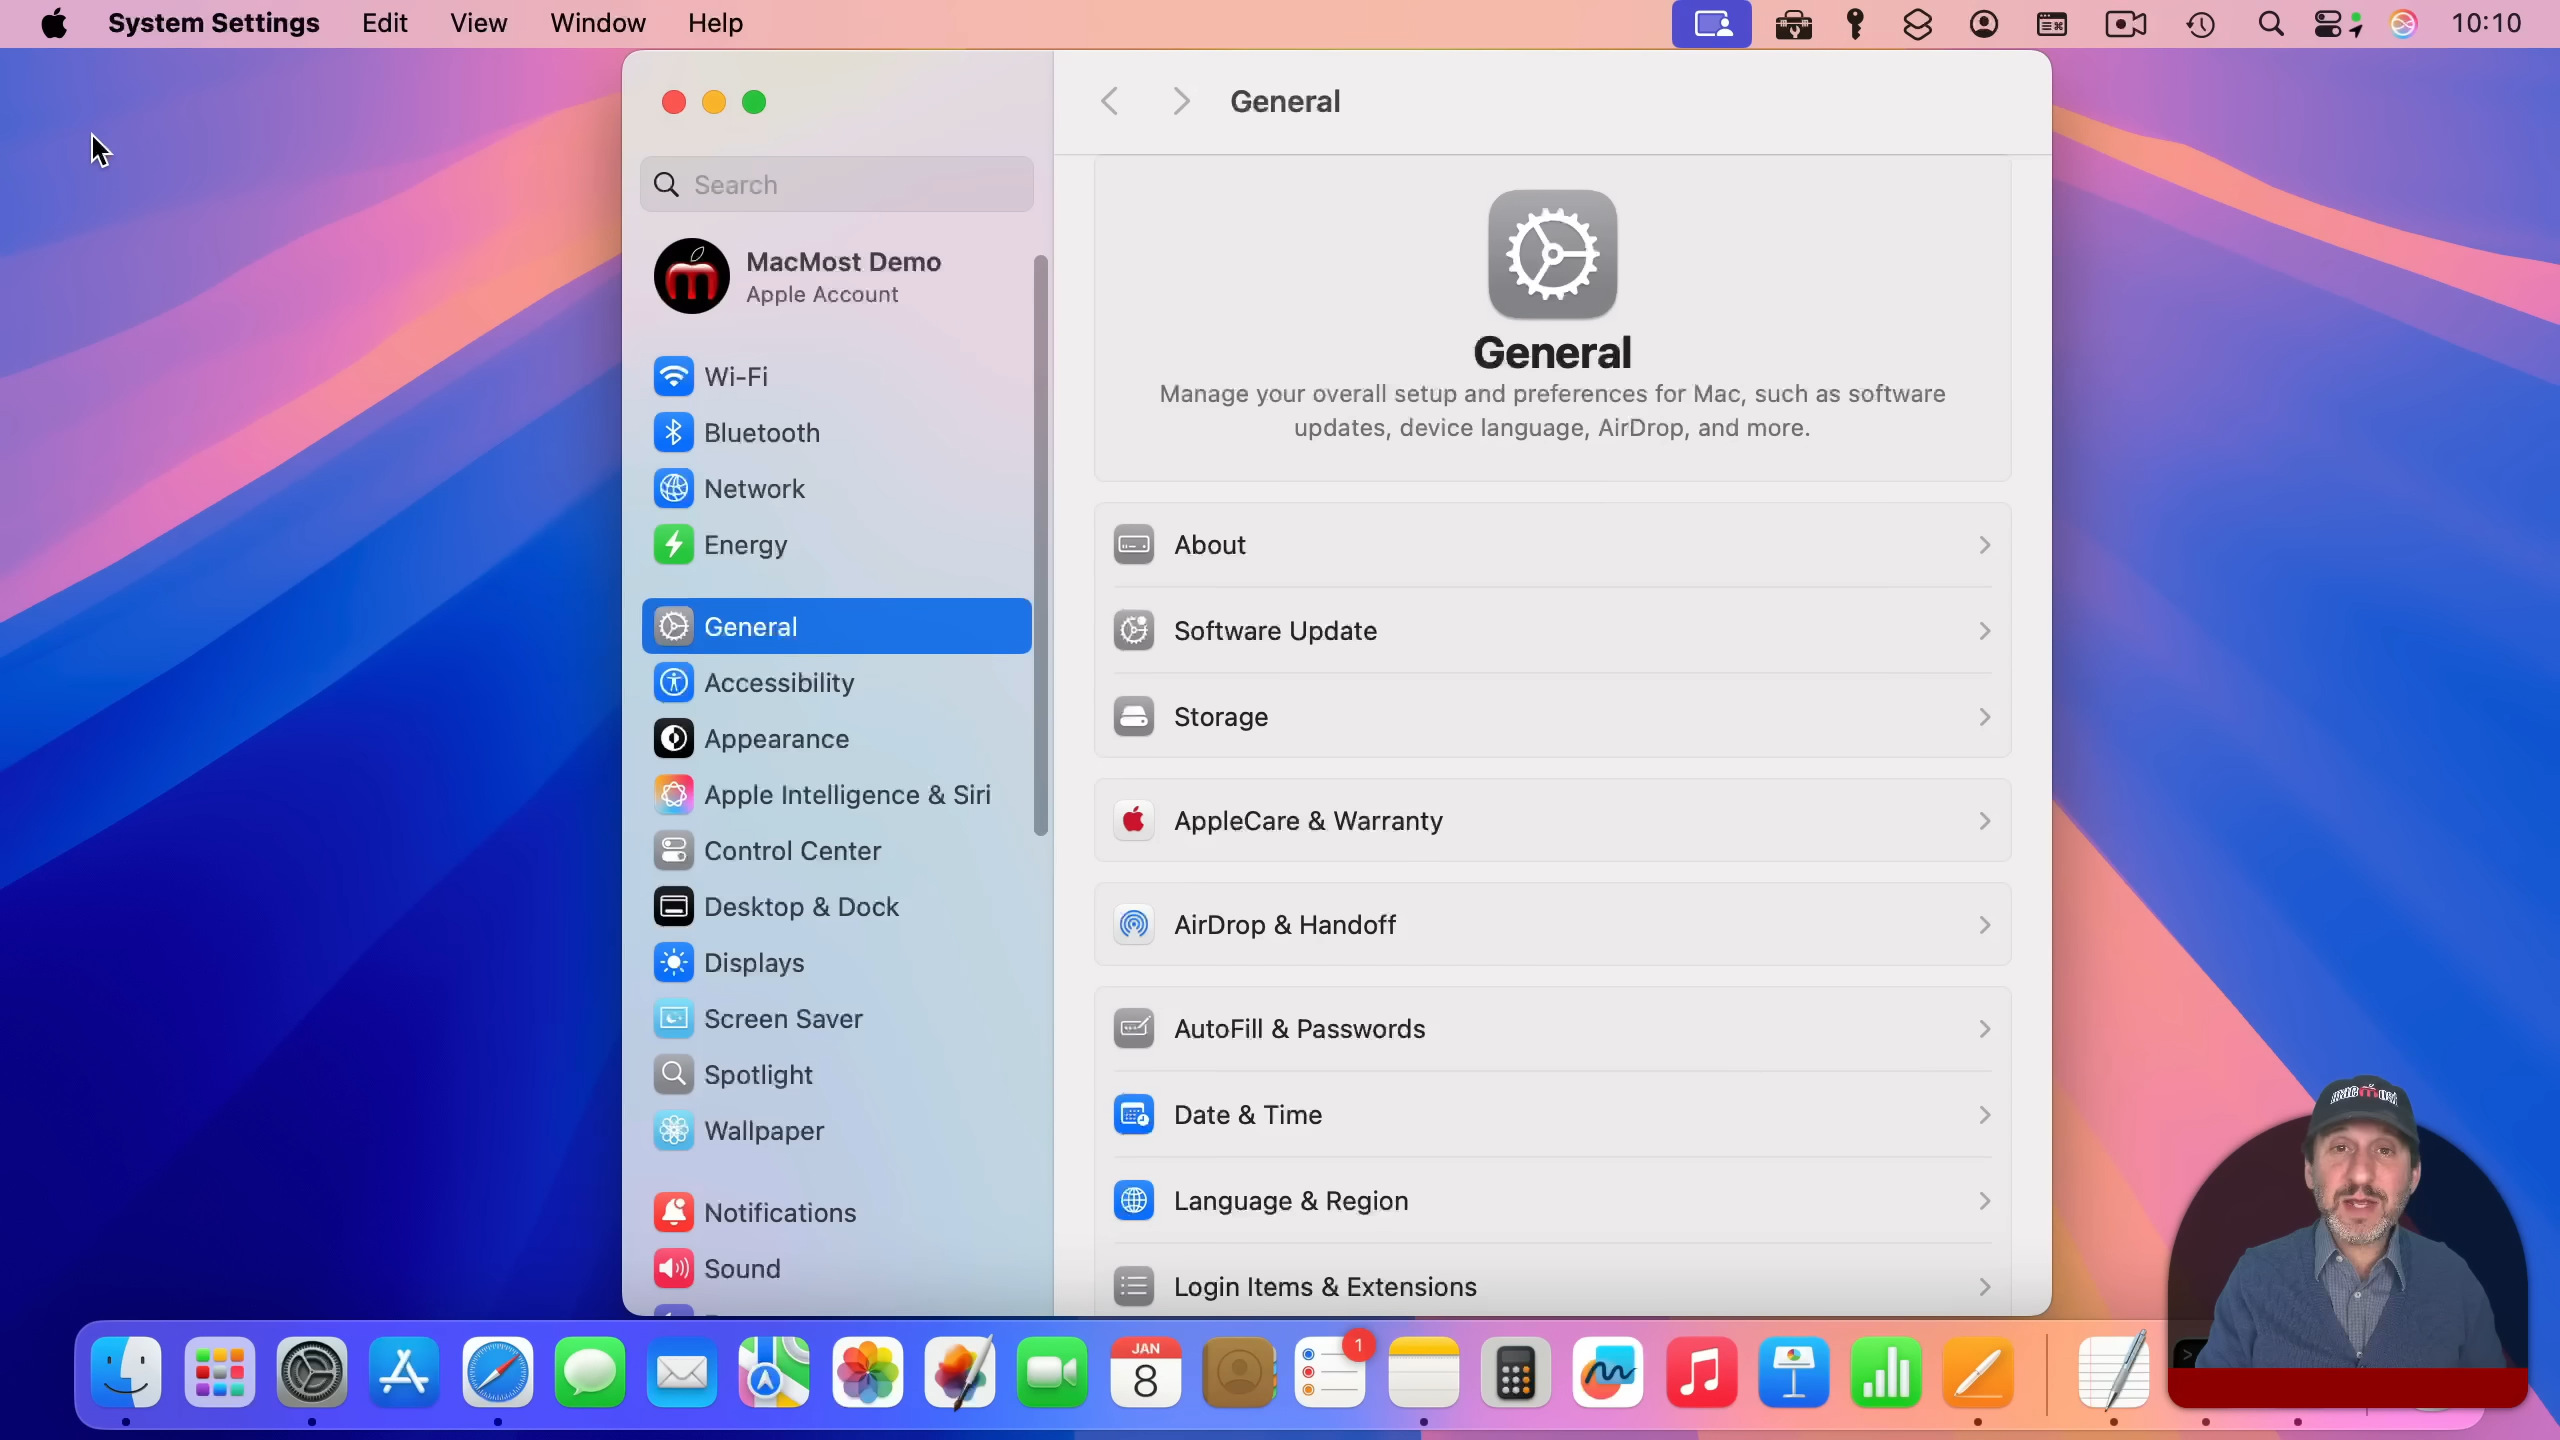 System Settings Edit View Window Help 10:10
General
Search
MacMost Demo
Apple Account
Wi-Fi
Bluetooth
Network
Energy
General
Accessibility
Appearance
Apple Intelligence & Siri
Control Center
Desktop & Dock
Displays
Screen Saver
Spotlight
Wallpaper
Notifications
Sound
General
Manage your overall setup and preferences for Mac, such as software
updates, device language, AirDrop, and more.
About
Software Update
Storage
AppleCare & Warranty
AirDrop & Handoff
AutoFill & Passwords
Date & Time
Language & Region
Login Items & Extensions
JAN
8
1
macmost